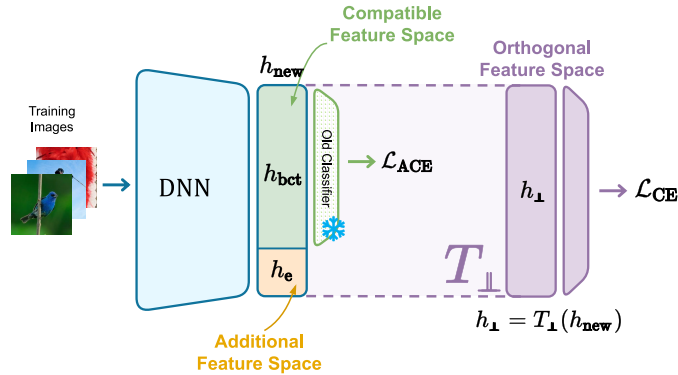 Compatible
Feature Space
Orthogonal
Feature Space
h_new
Training
Images
DNN
h_bct
Old Classifier
ℒ_ACE
h_⊥
ℒ_CE
h_e
T_⊥
h_⊥ = T_⊥(h_new)
Additional
Feature Space